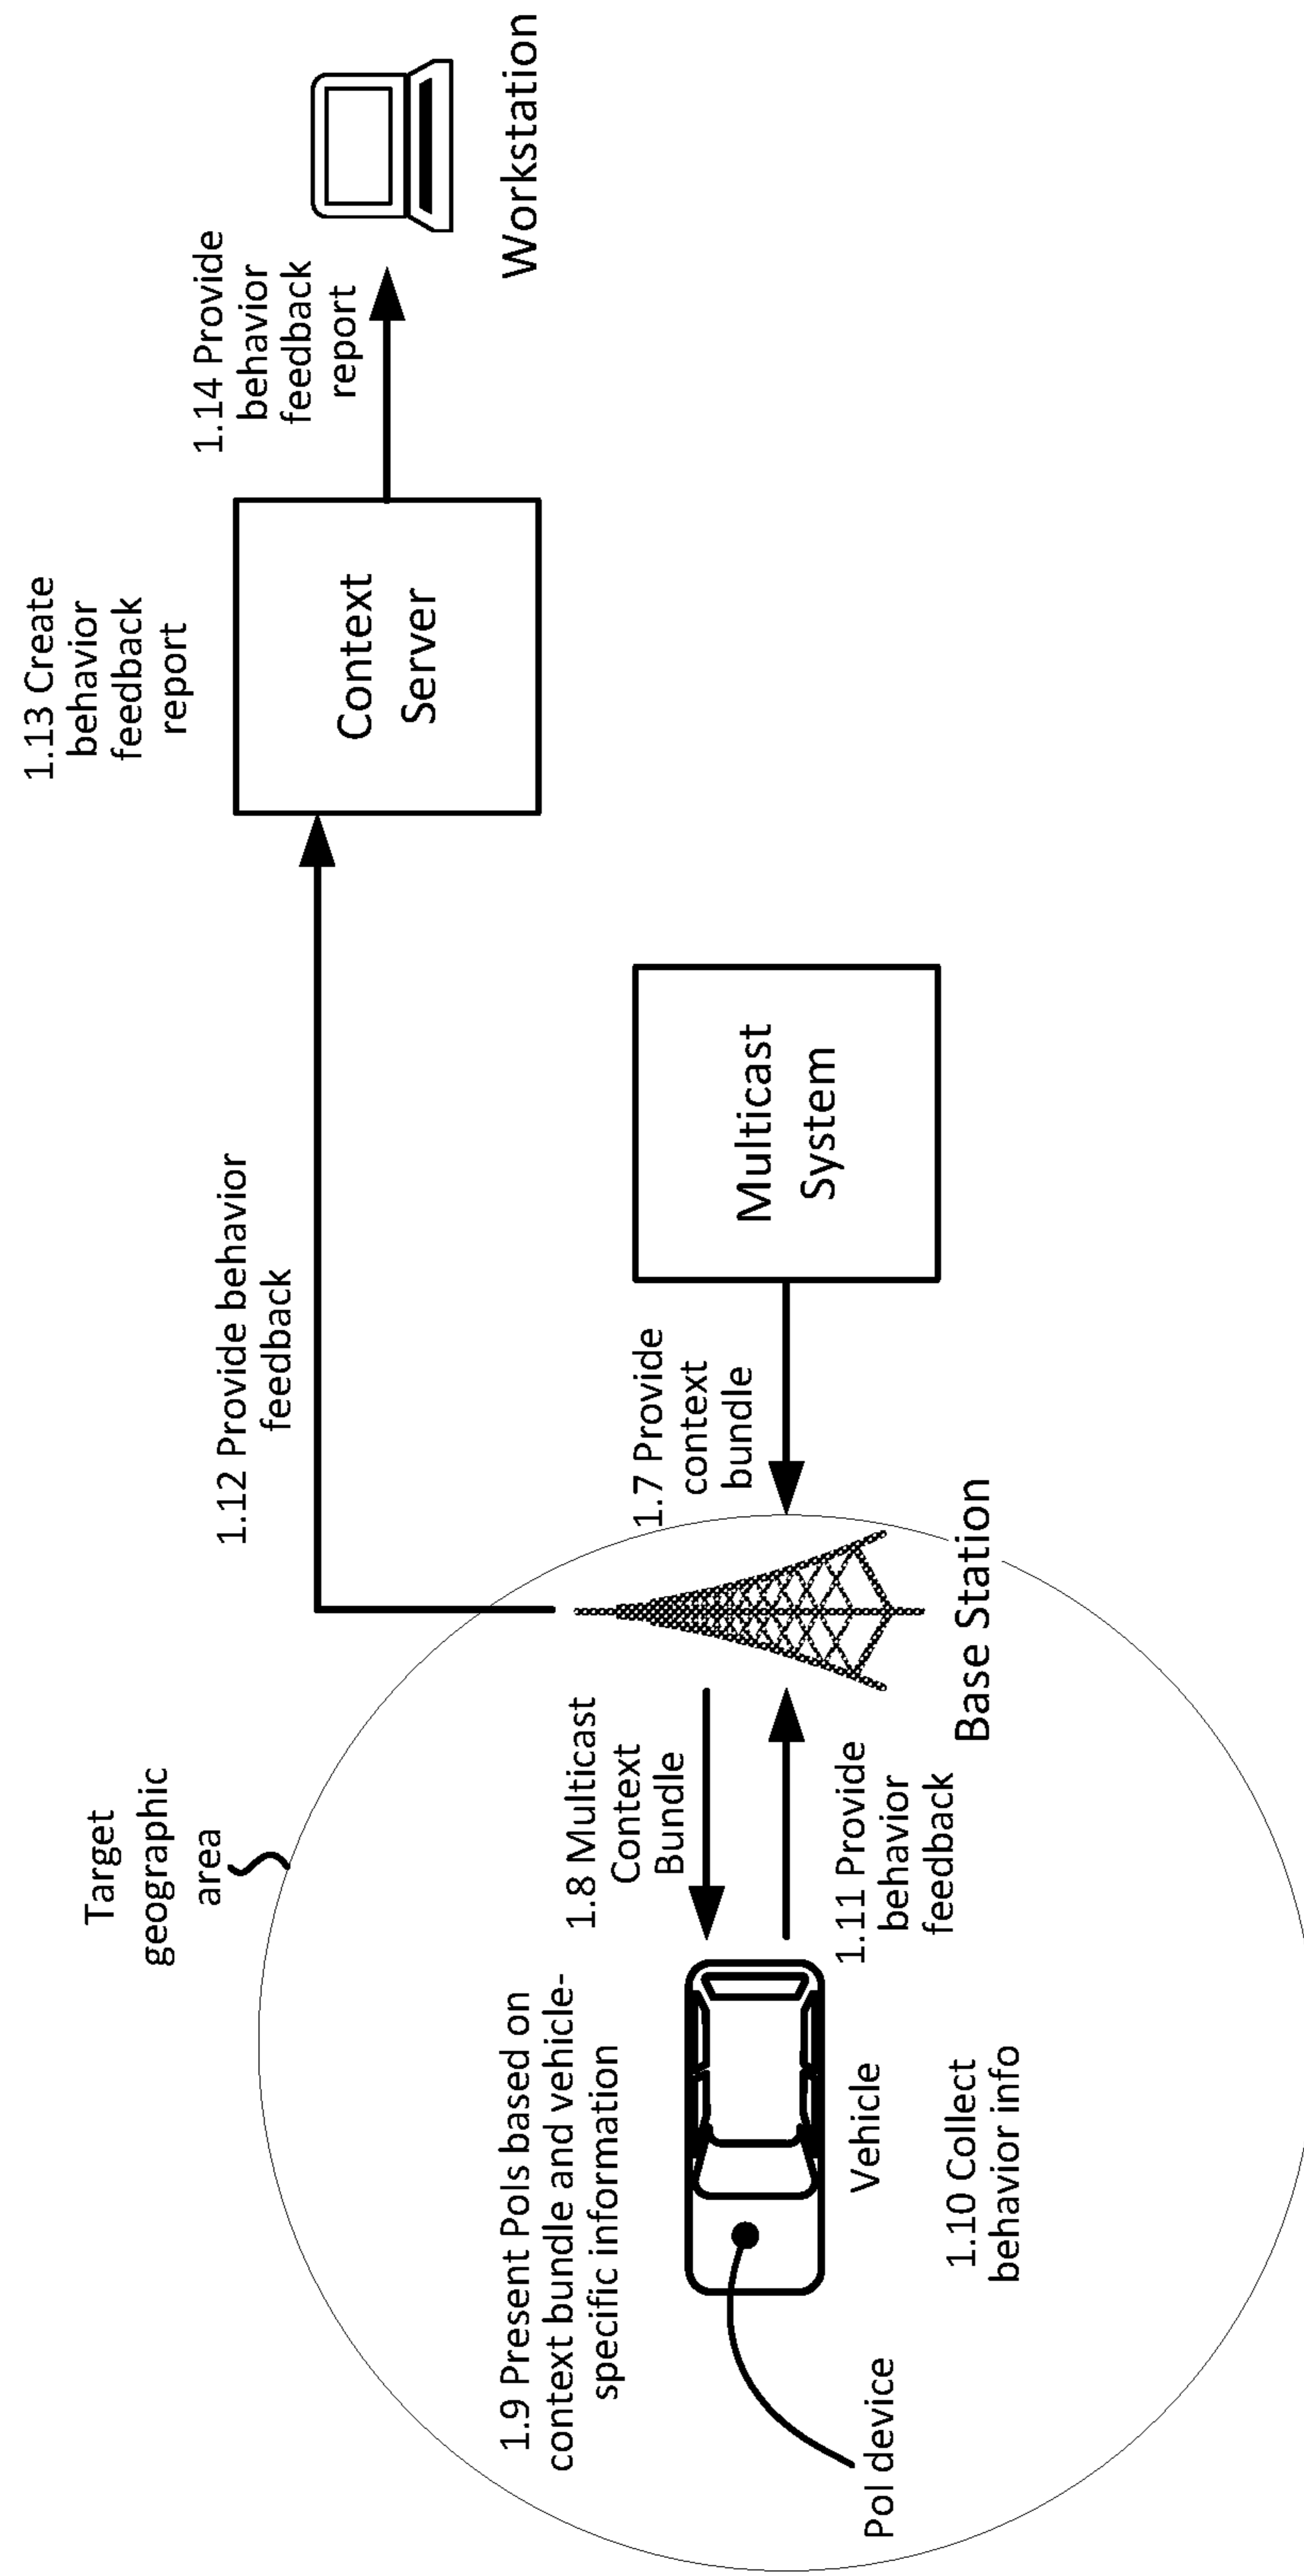 1.13 Create
behavior
feedback
report
1.14 Provide
behavior
feedback
report
Context
Server
Workstation
1.12 Provide behavior
feedback
Target
geographic
area
1.7 Provide
context
bundle
Multicast
System
1.8 Multicast
Context
Bundle
Base Station
1.9 Present PoIs based on
context bundle and vehicle-
specific information
1.11 Provide
behavior
feedback
Vehicle
1.10 Collect
behavior info
PoI device